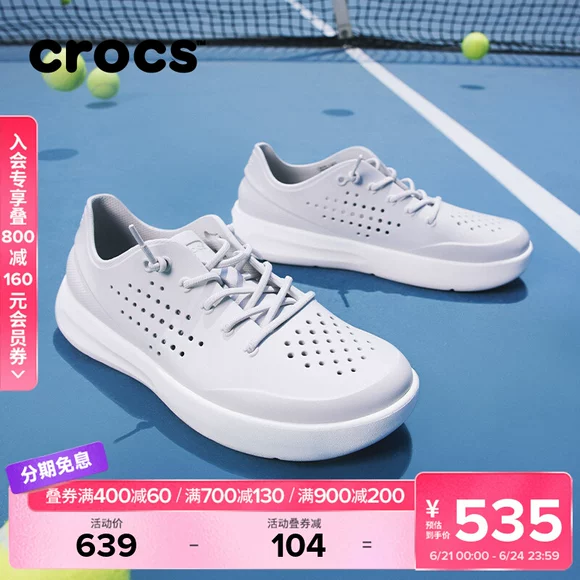 crocs™
入会专享叠800减160元会员券
分期免息
叠券满400减60 / 满700减130 / 满900减200
活动价
639
-
活动叠券减
104
=
¥
预估
到手价
535
6/21 00:00 - 6/24 23:59